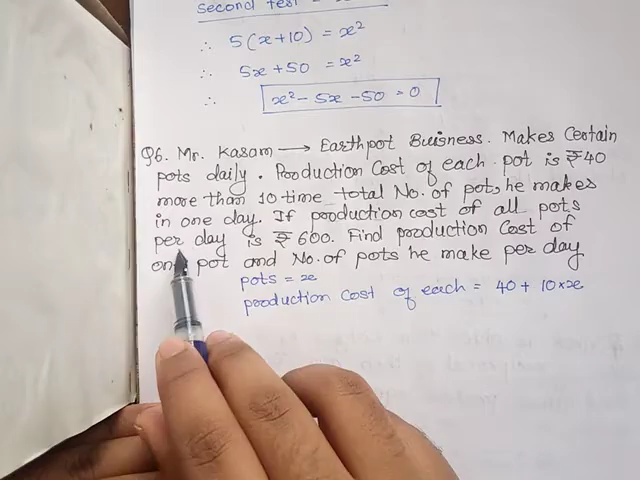 second test =
∴ 5(x+10) = x²
∴ 5x+50 = x²
∴ x² - 5x - 50 = 0
Q6. Mr. Kasam → Earthpot Buisness. Makes Certain
pots daily. Production Cost of each pot is ₹40
more than 10 time total No. of pots he makes
in one day. If production cost of all pots
per day is ₹ 600. Find production Cost of
one pot and No. of pots he make per day
pots = x
production cost of each = 40 + 10 × x